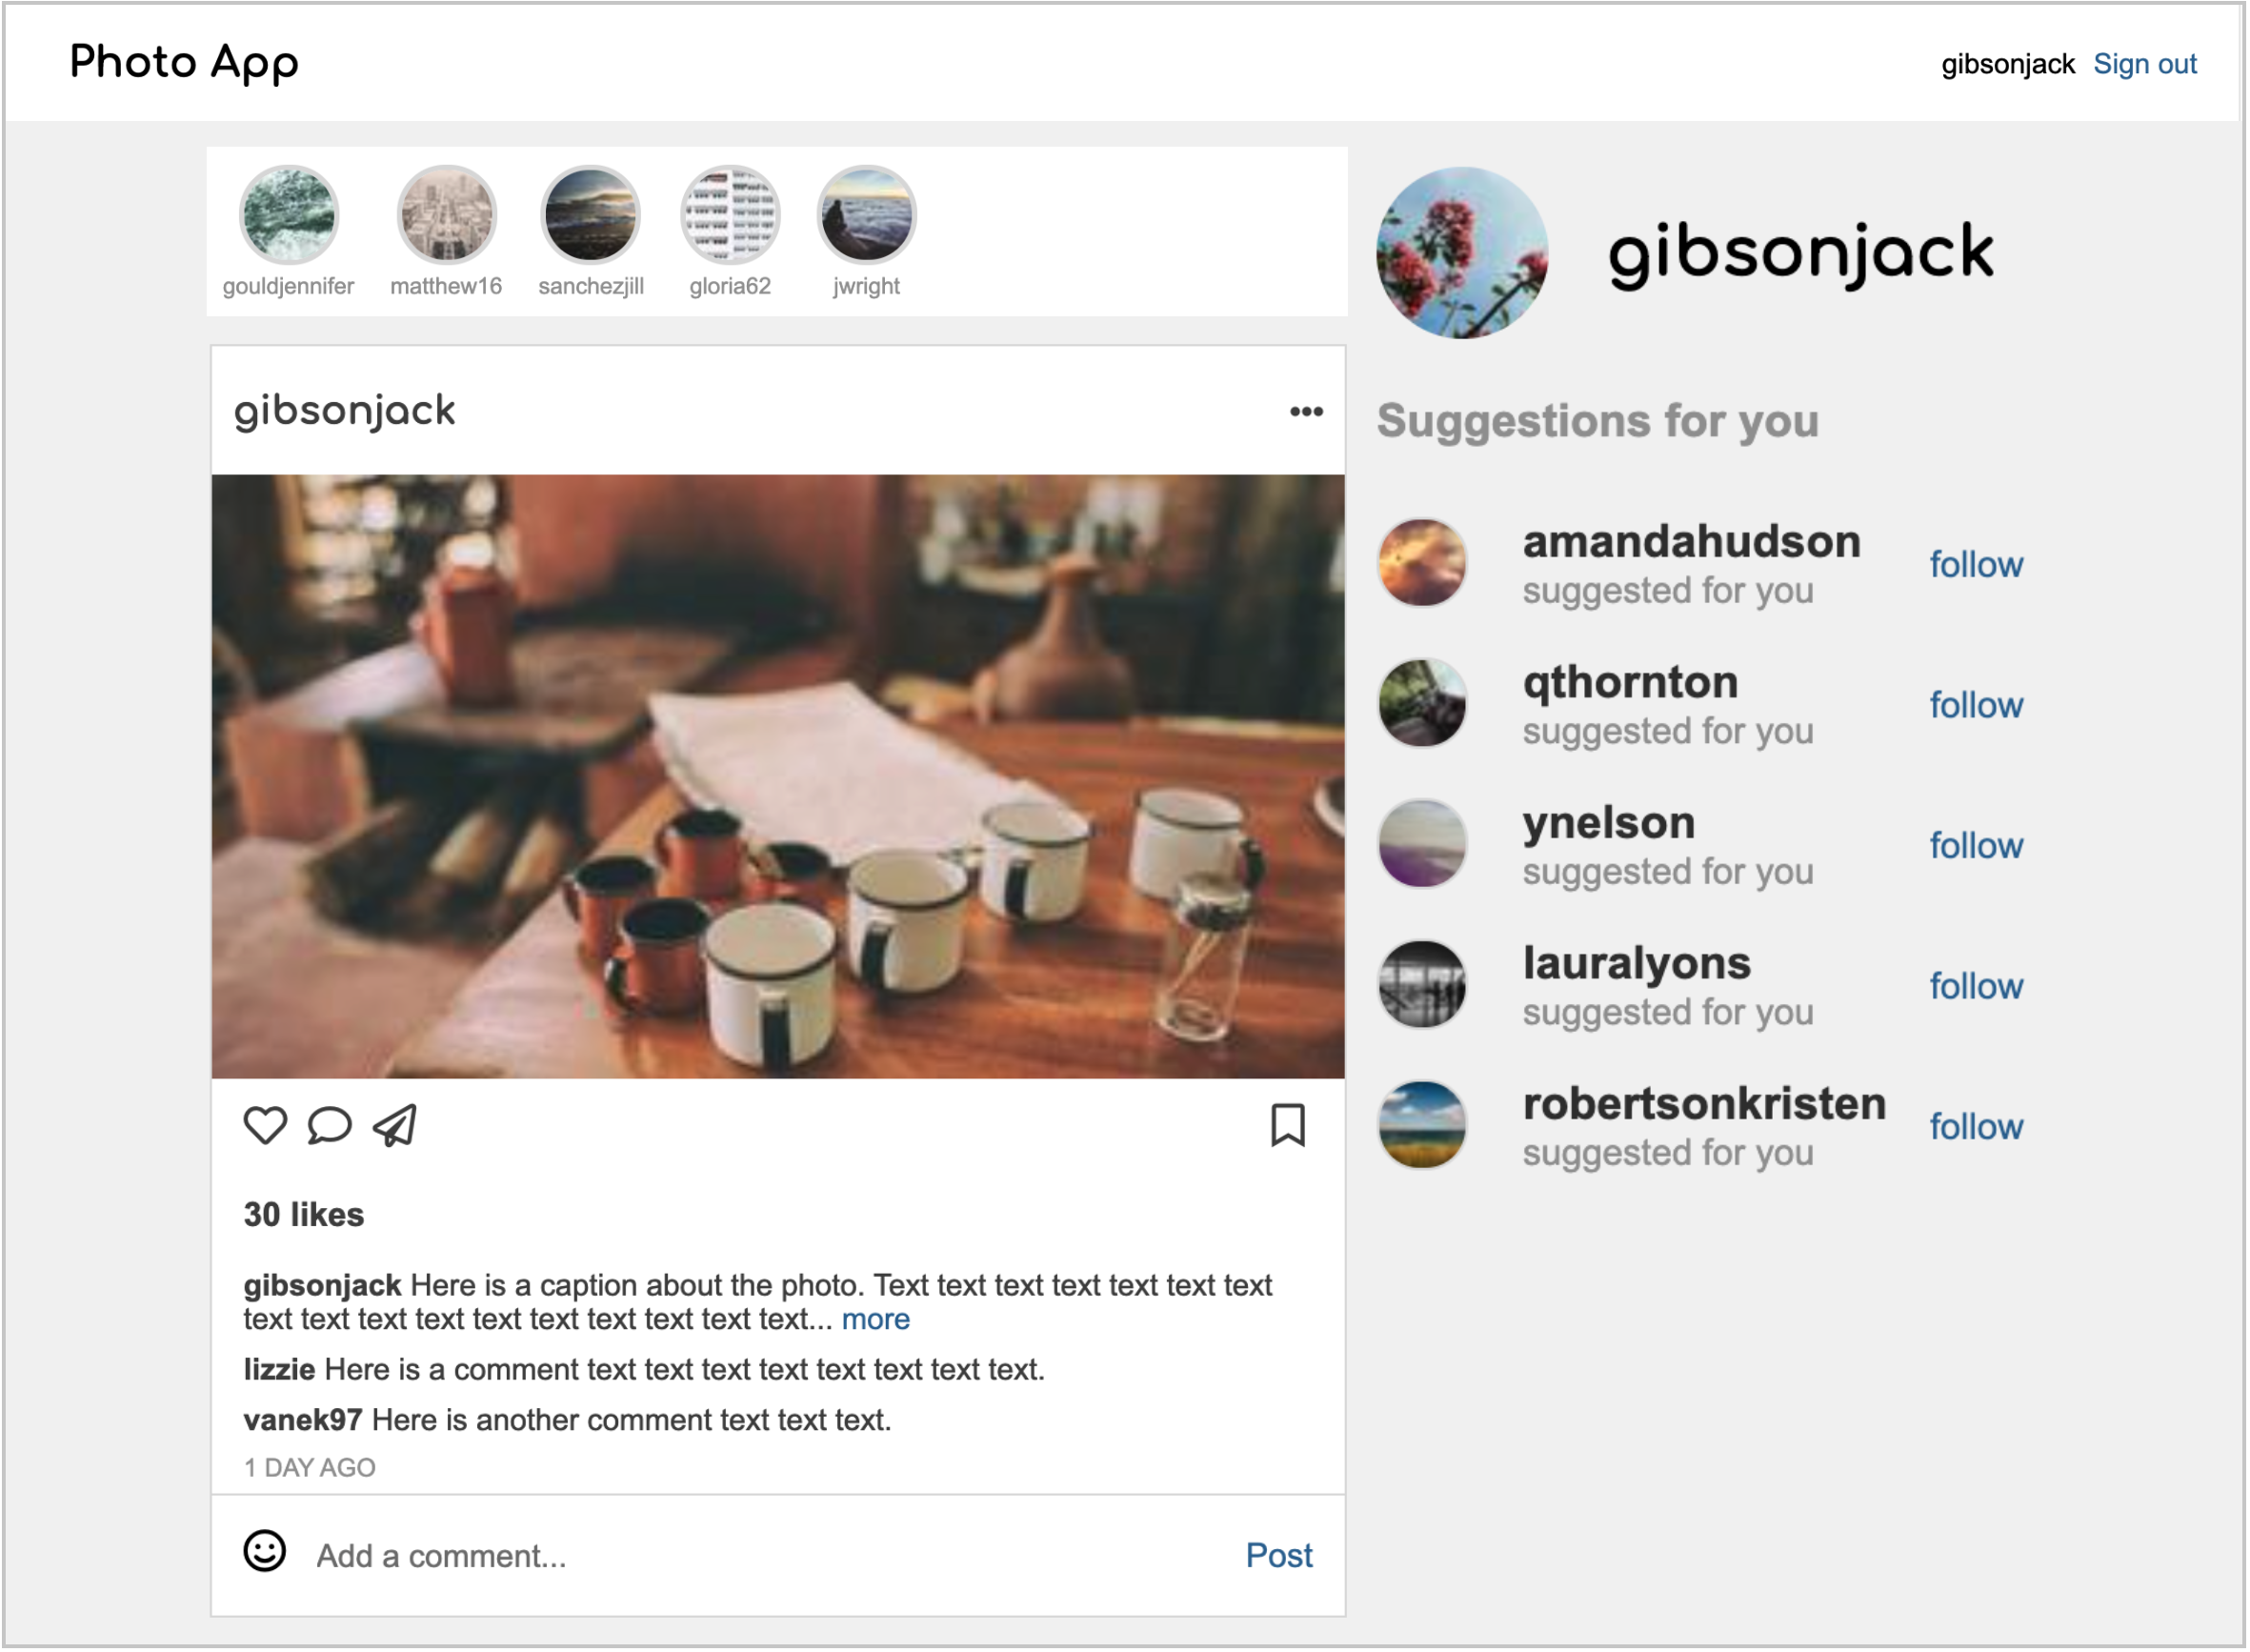 Photo App
gibsonjack Sign out
gouldjennifer matthew16 sanchezjill gloria62 jwright
gibsonjack
gibsonjack
30 likes
gibsonjack Here is a caption about the photo. Text text text text text text text
text text text text text text text text text text... more
lizzie Here is a comment text text text text text text text text.
vanek97 Here is another comment text text text.
1 DAY AGO
Add a comment...
Post
Suggestions for you
amandahudson
suggested for you
follow
qthornton
suggested for you
follow
ynelson
suggested for you
follow
lauralyons
suggested for you
follow
robertsonkristen
suggested for you
follow